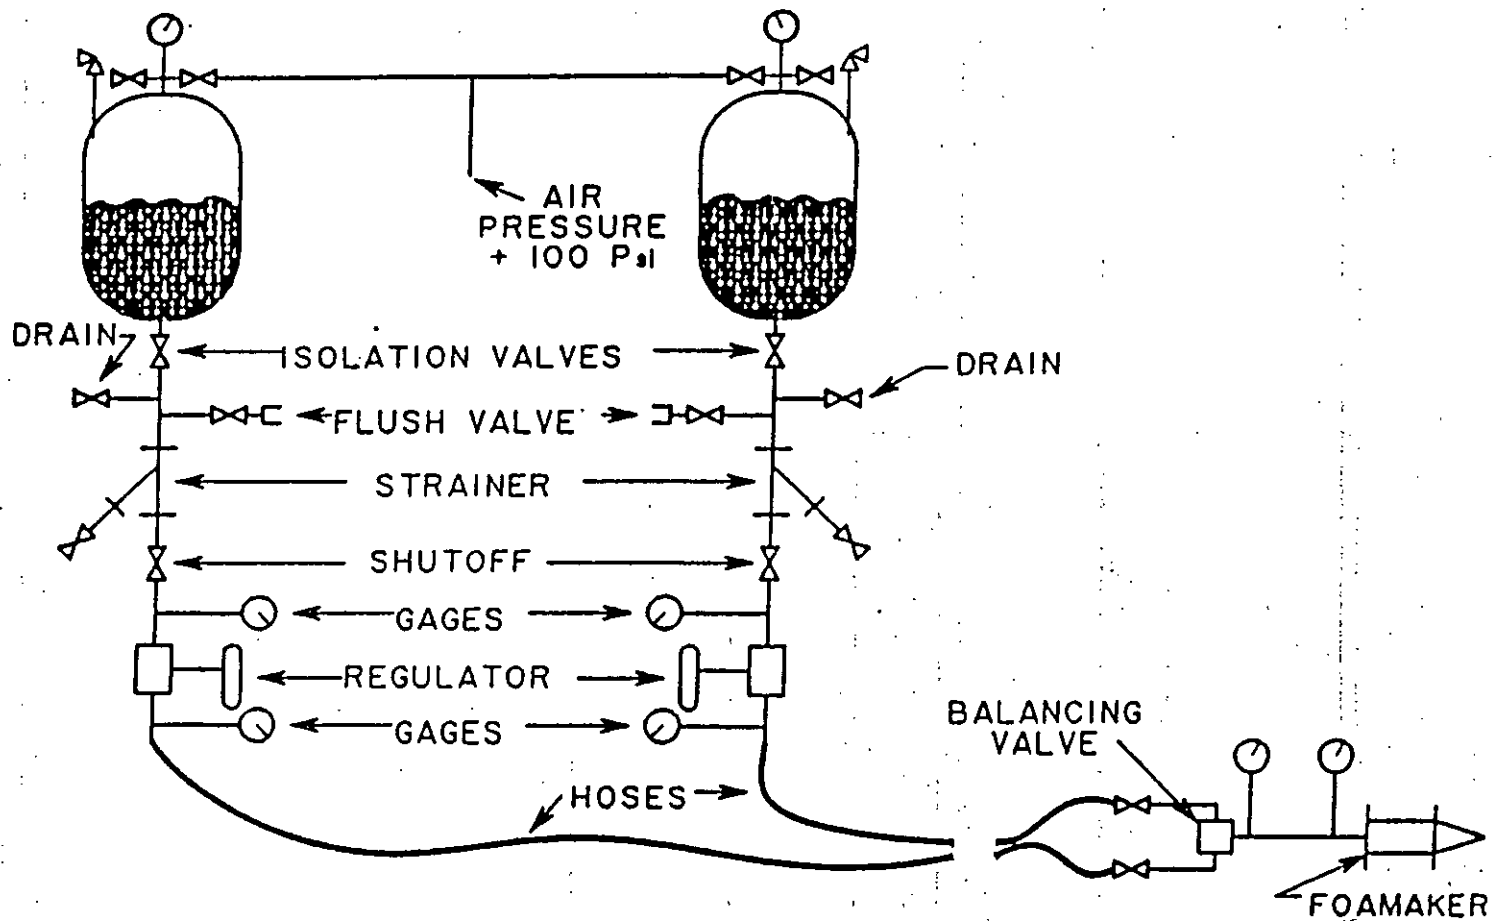 AIR
PRESSURE
+ 100 Psi
DRAIN
ISOLATION VALVES
DRAIN
FLUSH VALVE
STRAINER
SHUTOFF
GAGES
REGULATOR
GAGES
BALANCING
VALVE
HOSES
FOAMAKER